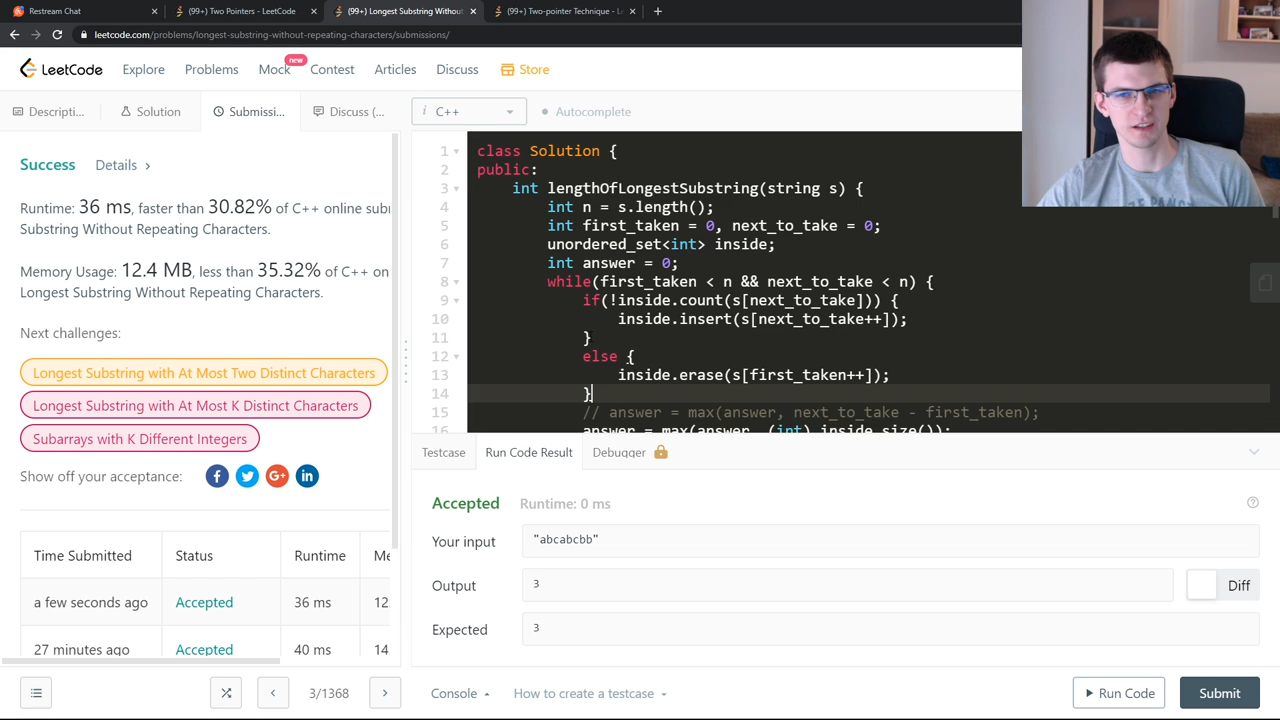 Restream Chat
(99+) Two Pointers - LeetCode
(99+) Longest Substring Withou
(99+) Two-pointer Technique - Le
leetcode.com/problems/longest-substring-without-repeating-characters/submissions/
LeetCode
Explore
Problems
Mock
new
Contest
Articles
Discuss
Store
Descripti...
Solution
Submissi...
Discuss (...
i C++
Autocomplete
Success
Details
Runtime: 36 ms, faster than 30.82% of C++ online sub
Substring Without Repeating Characters.
Memory Usage: 12.4 MB, less than 35.32% of C++ on
Longest Substring Without Repeating Characters.
Next challenges:
Longest Substring with At Most Two Distinct Characters
Longest Substring with At Most K Distinct Characters
Subarrays with K Different Integers
Show off your acceptance:
Time Submitted Status Runtime Me
a few seconds ago Accepted 36 ms 12
27 minutes ago Accepted 40 ms 14
1 class Solution {
2 public:
3 int lengthOfLongestSubstring(string s) {
4 int n = s.length();
5 int first_taken = 0, next_to_take = 0;
6 unordered_set<int> inside;
7 int answer = 0;
8 while(first_taken < n && next_to_take < n) {
9 if(!inside.count(s[next_to_take])) {
10 inside.insert(s[next_to_take++]);
11 }
12 else {
13 inside.erase(s[first_taken++]);
14 }
15 // answer = max(answer, next_to_take - first_taken);
answer = max(answer, (int) inside.size());
Testcase
Run Code Result
Debugger
Accepted
Runtime: 0 ms
Your input
"abcabcbb"
Output
3
Diff
Expected
3
3/1368
Console
How to create a testcase
Run Code
Submit